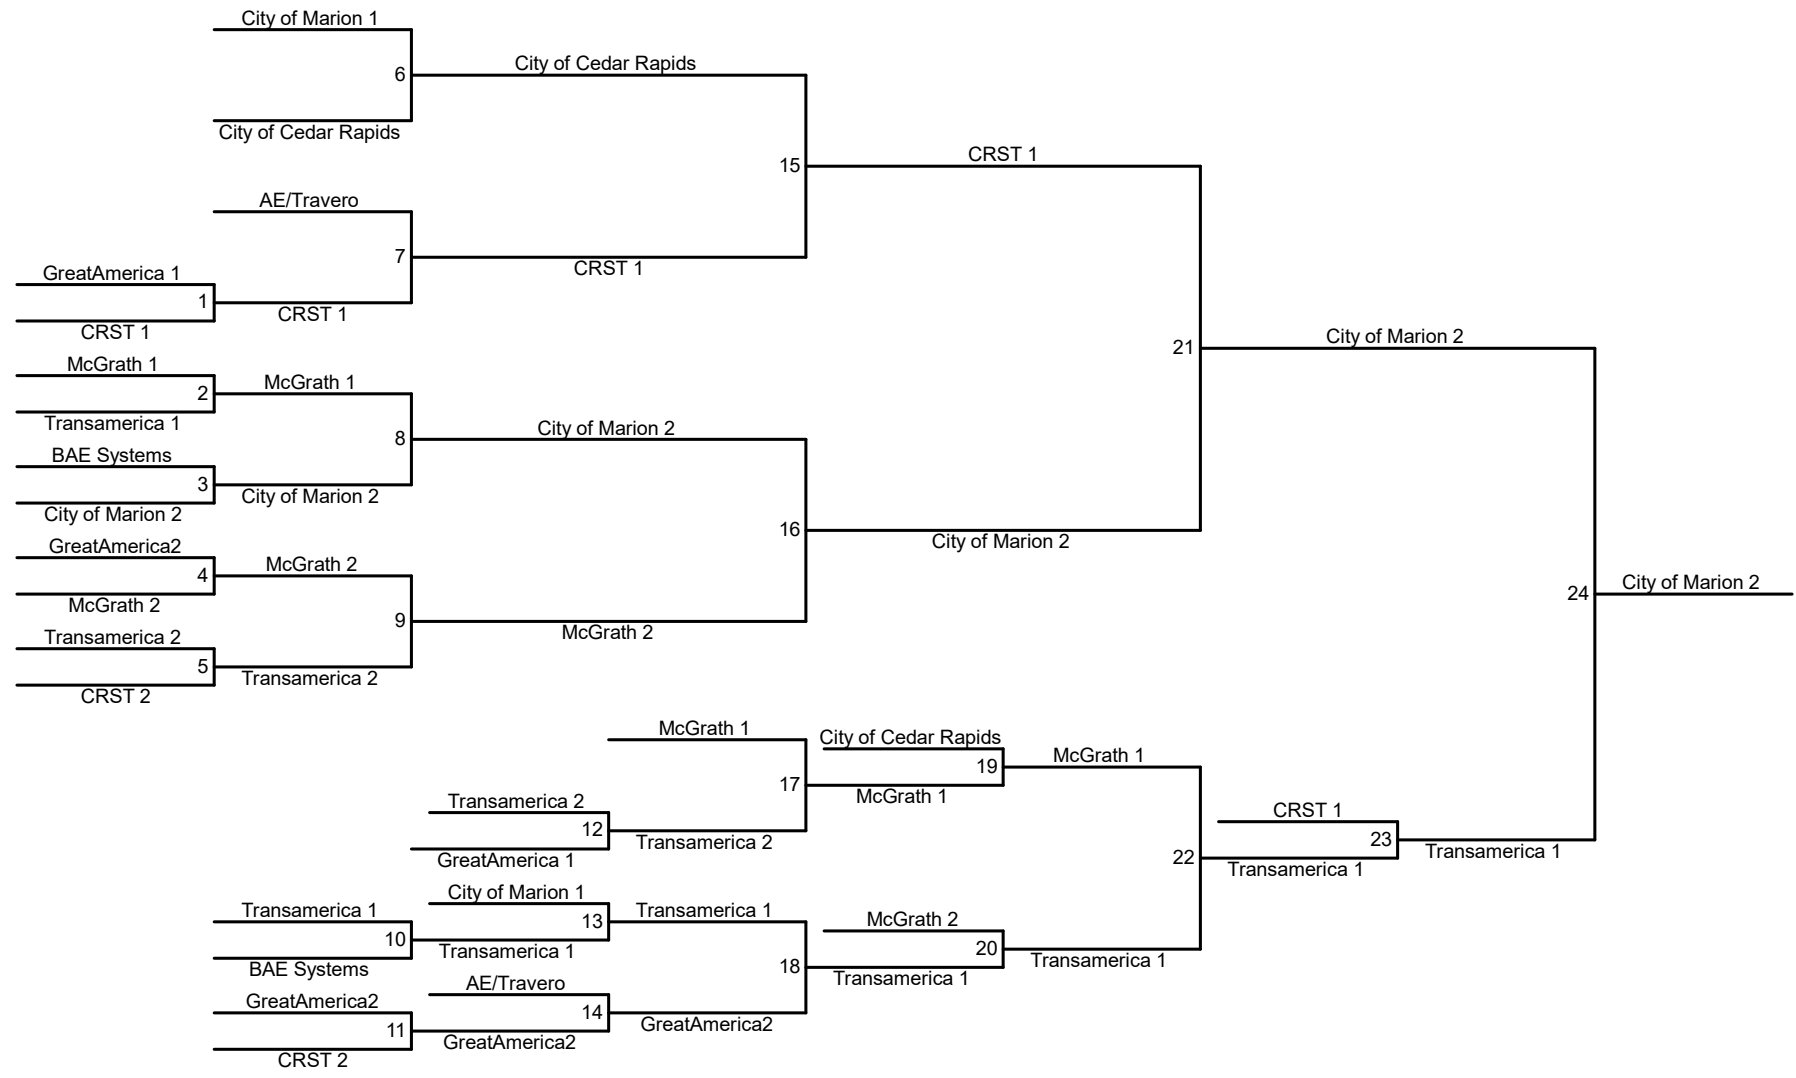 City of Marion 1
6
City of Cedar Rapids
City of Cedar Rapids
15
CRST 1
AE/Travero
7
CRST 1
GreatAmerica 1
1
CRST 1
CRST 1
McGrath 1
2
McGrath 1
Transamerica 1
8
City of Marion 2
BAE Systems
3
City of Marion 2
City of Marion 2
21
City of Marion 2
16
City of Marion 2
GreatAmerica2
4
McGrath 2
McGrath 2
9
McGrath 2
Transamerica 2
5
Transamerica 2
CRST 2
24
City of Marion 2
McGrath 1
17
City of Cedar Rapids
19
McGrath 1
McGrath 1
Transamerica 2
12
Transamerica 2
GreatAmerica 1
CRST 1
23
Transamerica 1
22
Transamerica 1
City of Marion 1
13
Transamerica 1
Transamerica 1
10
Transamerica 1
BAE Systems
McGrath 2
20
Transamerica 1
18
Transamerica 1
AE/Travero
14
GreatAmerica2
GreatAmerica2
11
GreatAmerica2
CRST 2